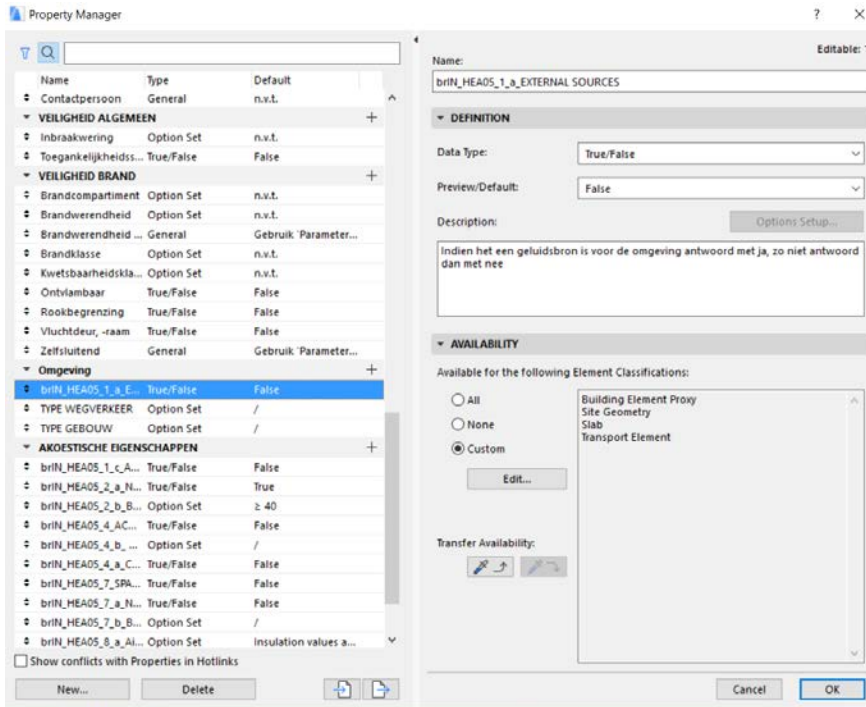 Property Manager
?
Editable: 1
Name Type Default
Contactpersoon General n.v.t.
VEILIGHEID ALGEMEEN
Inbraakwering Option Set n.v.t.
Toegankelijkheidss... True/False False
VEILIGHEID BRAND
Brandcompartiment Option Set n.v.t.
Brandwerendheid Option Set n.v.t.
Brandwerendheid ... General Gebruik 'Parameter...
Brandklasse Option Set n.v.t.
Kwetsbaarheidskla... Option Set n.v.t.
Ontvlambaar True/False False
Rookbegrenzing True/False False
Vluchtdeur, -raam True/False False
Zelfsluitend General Gebruik 'Parameter...
Omgeving
brIN_HEA05_1_a_E... True/False False
TYPE WEGVERKEER Option Set /
TYPE GEBOUW Option Set /
AKOESTISCHE EIGENSCHAPPEN
brIN_HEA05_1_c_A... True/False False
brIN_HEA05_2_a_N... True/False True
brIN_HEA05_2_b_B... Option Set ≥ 40
brIN_HEA05_4_AC... True/False False
brIN_HEA05_4_b_ ... Option Set /
brIN_HEA05_4_a_C... True/False False
brIN_HEA05_7_SPA... True/False False
brIN_HEA05_7_a_N... True/False False
brIN_HEA05_7_b_B... Option Set /
brIN_HEA05_8_a_Ai... Option Set Insulation values a...
Show conflicts with Properties in Hotlinks
New... Delete
Name:
brIN_HEA05_1_a_EXTERNAL SOURCES
DEFINITION
Data Type: True/False
Preview/Default: False
Description: Options Setup...
Indien het een geluidsbron is voor de omgeving antwoord met ja, zo niet antwoord
dan met nee
AVAILABILITY
Available for the following Element Classifications:
All
None
Custom
Edit...
Building Element Proxy
Site Geometry
Slab
Transport Element
Transfer Availability:
Cancel OK